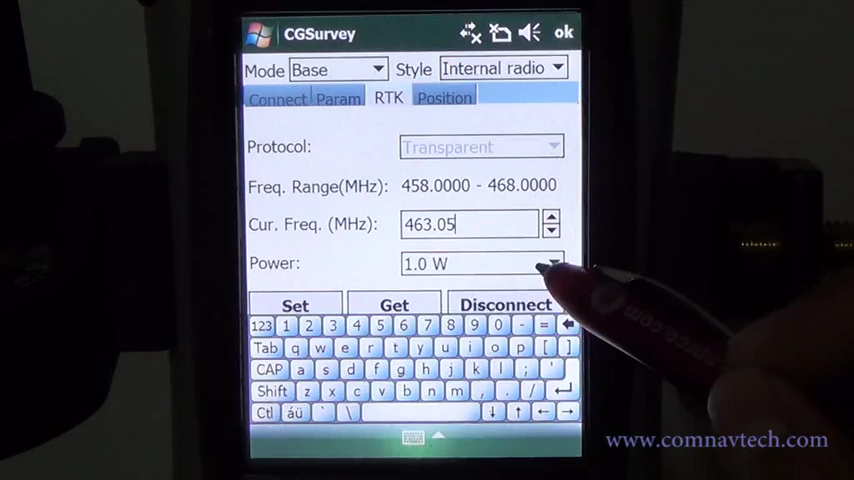 CGSurvey ok
Mode Base Style Internal radio
Connect Param RTK Position
Protocol: Transparent
Freq. Range(MHz): 458.0000 - 468.0000
Cur. Freq. (MHz): 463.05
Power: 1.0 W
Set Get Disconnect
123 1 2 3 4 5 6 7 8 9 0 - =
Tab q w e r t y u i o p [ ]
CAP a s d f g h j k l ; '
Shift z x c v b n m , . /
Ctl áü ` \
www.comnavtech.com